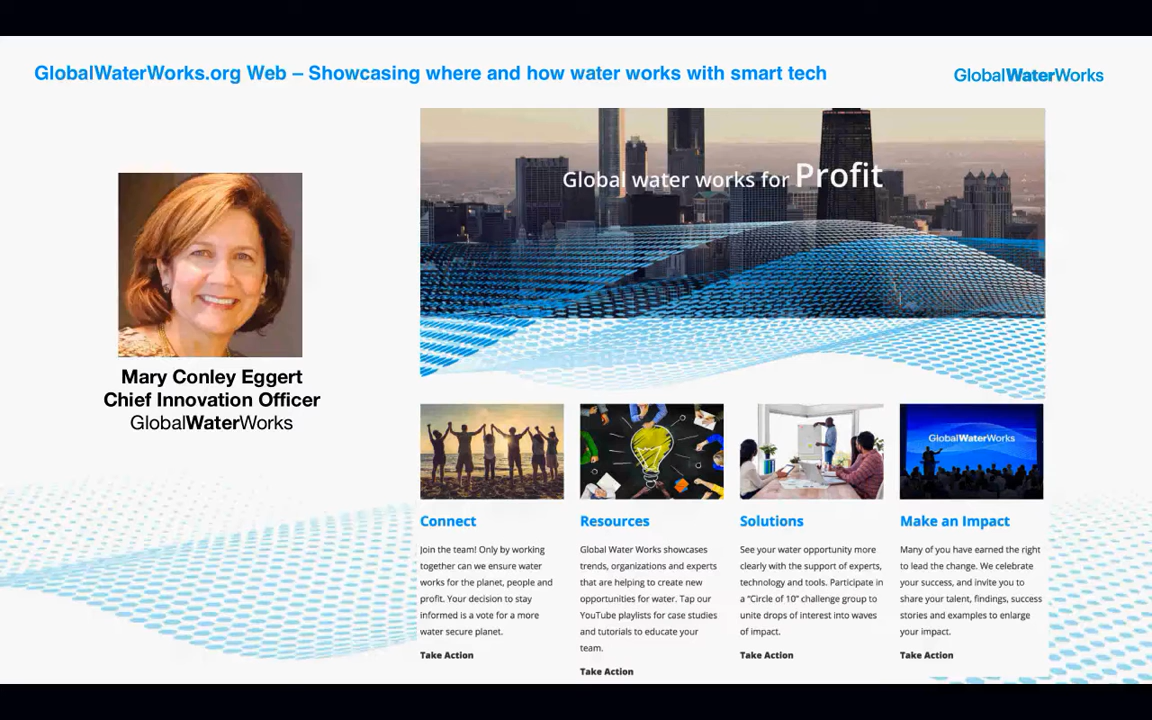 GlobalWaterWorks.org Web – Showcasing where and how water works with smart tech
GlobalWaterWorks
Global water works for Profit
Mary Conley Eggert
Chief Innovation Officer
GlobalWaterWorks
GlobalWaterWorks
Connect
Join the team! Only by working
together can we ensure water
works for the planet, people and
profit. Your decision to stay
informed is a vote for a more
water secure planet.
Take Action
Resources
Global Water Works showcases
trends, organizations and experts
that are helping to create new
opportunities for water. Tap our
YouTube playlists for case studies
and tutorials to educate your
team.
Take Action
Solutions
See your water opportunity more
clearly with the support of experts,
technology and tools. Participate in
a “Circle of 10” challenge group to
unite drops of interest into waves
of impact.
Take Action
Make an Impact
Many of you have earned the right
to lead the change. We celebrate
your success, and invite you to
share your talent, findings, success
stories and examples to enlarge
your impact.
Take Action